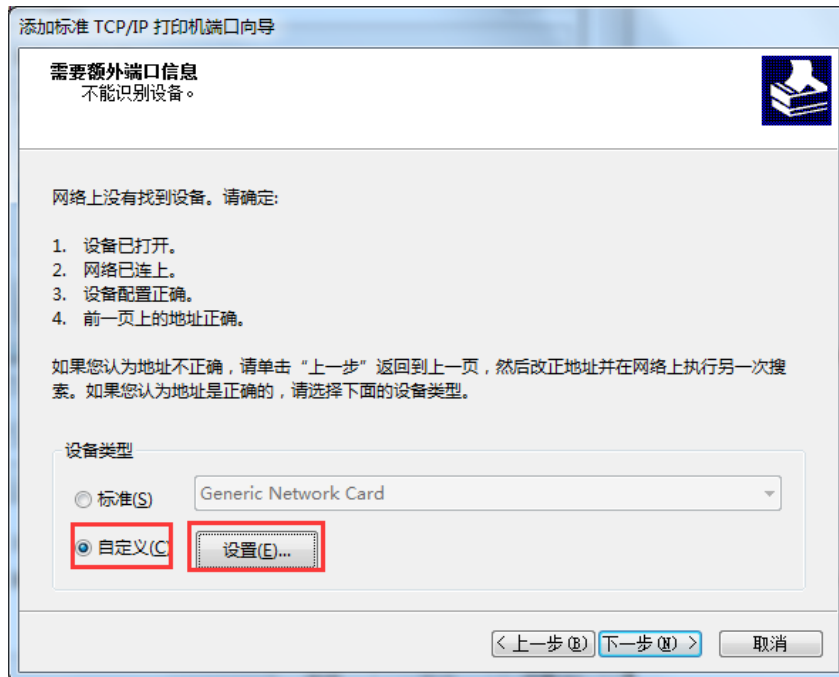 添加标准 TCP/IP 打印机端口向导
需要额外端口信息
不能识别设备。
网络上没有找到设备。请确定:
1. 设备已打开。
2. 网络已连上。
3. 设备配置正确。
4. 前一页上的地址正确。
如果您认为地址不正确，请单击“上一步”返回到上一页，然后改正地址并在网络上执行另一次搜
索。如果您认为地址是正确的，请选择下面的设备类型。
设备类型
标准(S) Generic Network Card
自定义(C) 设置(E)...
< 上一步(B) 下一步(N) > 取消